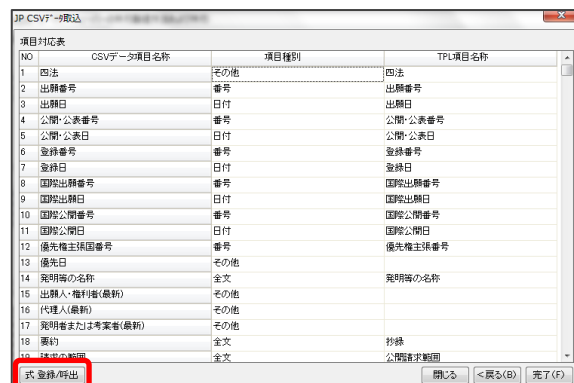 JP CSVﾃﾞｰﾀ取込
項目対応表
NO CSVデータ項目名称 項目種別 TPL項目名称
1 四法 その他 四法
2 出願番号 番号 出願番号
3 出願日 日付 出願日
4 公開・公表番号 番号 公開・公表番号
5 公開・公表日 日付 公開・公表日
6 登録番号 番号 登録番号
7 登録日 日付 登録日
8 国際出願番号 番号 国際出願番号
9 国際出願日 日付 国際出願日
10 国際公開番号 番号 国際公開番号
11 国際公開日 日付 国際公開日
12 優先権主張国番号 番号 優先権主張番号
13 優先日 その他
14 発明等の名称 全文 発明等の名称
15 出願人・権利者(最新) その他
16 代理人(最新) その他
17 発明者または考案者(最新) その他
18 要約 全文 抄録
19 請求の範囲 全文 公開請求範囲
式 登録/呼出 閉じる <戻る(B) 完了(F)